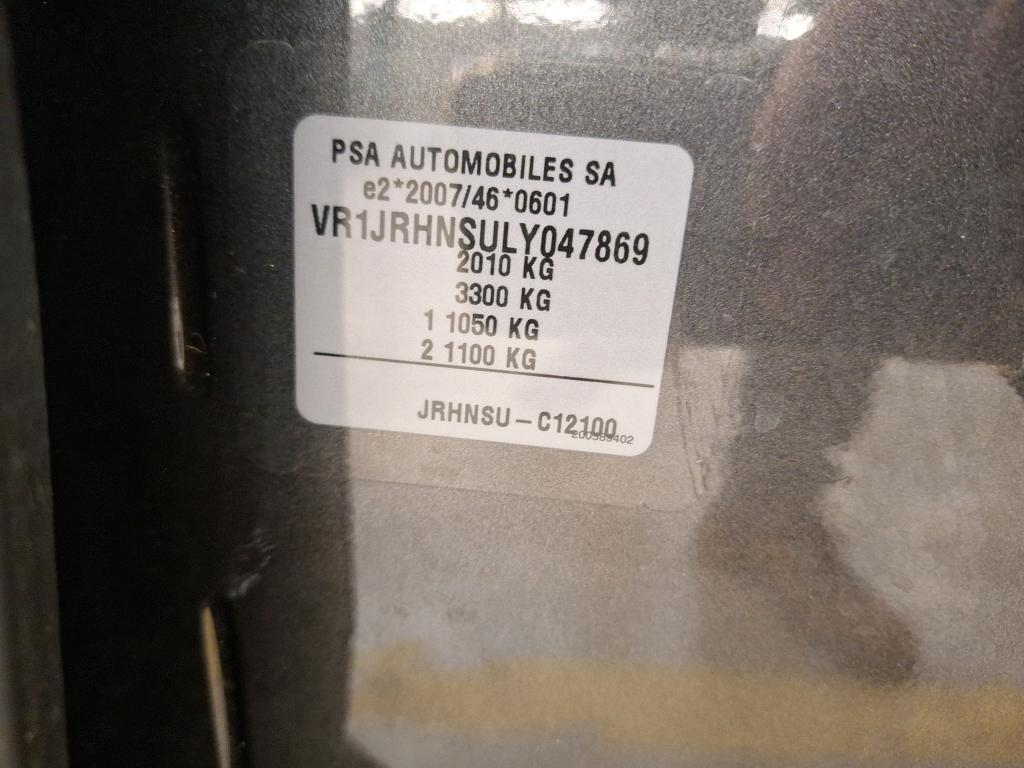 PSA AUTOMOBILES SA
e2*2007/46*0601
VR1JRHNSULY047869
2010 KG
3300 KG
1 1050 KG
2 1100 KG
JRHNSU-C12100